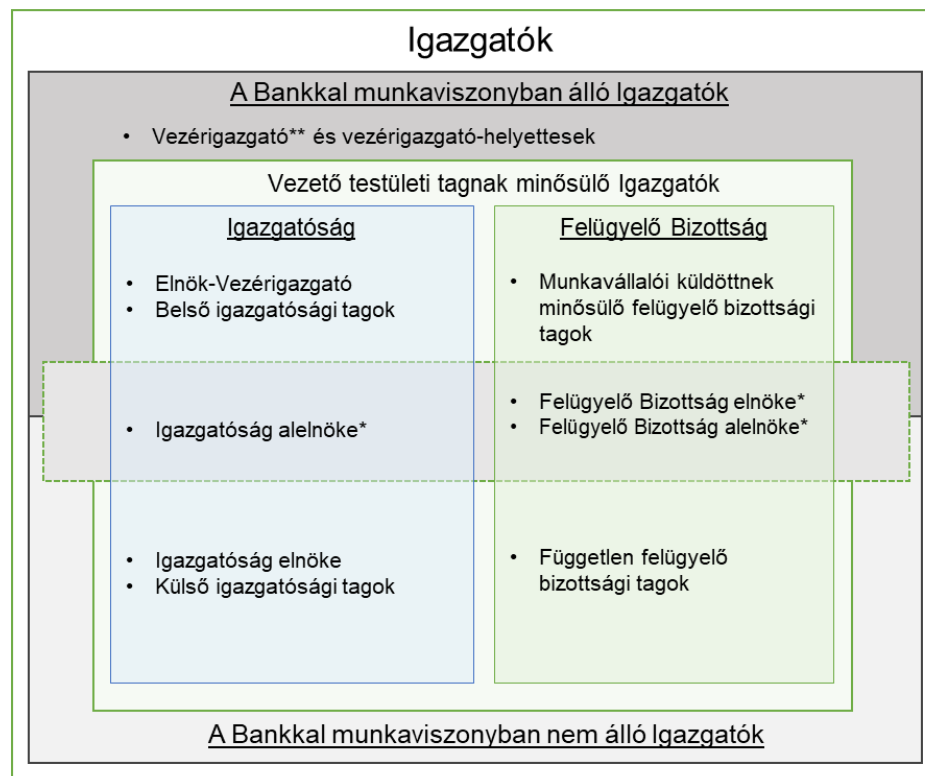 Igazgatók
A Bankkal munkaviszonyban álló Igazgatók
• Vezérigazgató** és vezérigazgató-helyettesek
Vezető testületi tagnak minősülő Igazgatók
Igazgatóság
• Elnök-Vezérigazgató
• Belső igazgatósági tagok
• Igazgatóság alelnöke*
• Igazgatóság elnöke
• Külső igazgatósági tagok
Felügyelő Bizottság
• Munkavállalói küldöttnek
minősülő felügyelő bizottsági
tagok
• Felügyelő Bizottság elnöke*
• Felügyelő Bizottság alelnöke*
• Független felügyelő
bizottsági tagok
A Bankkal munkaviszonyban nem álló Igazgatók